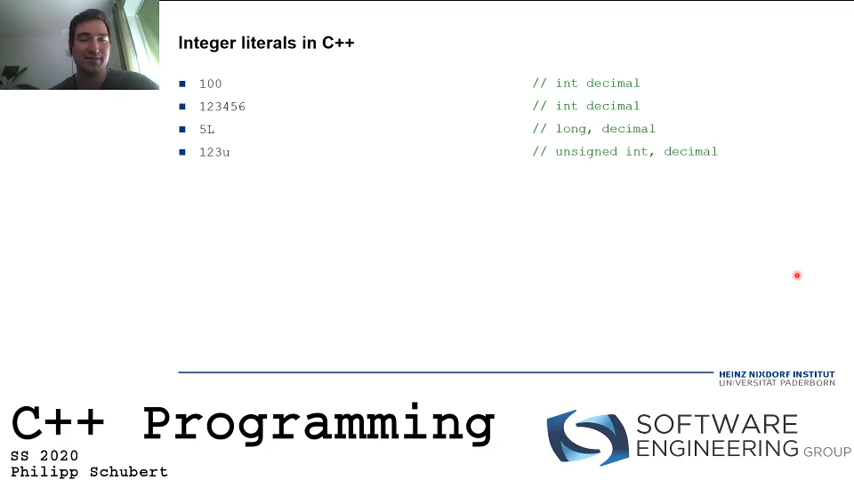 Integer literals in C++
100 // int decimal
123456 // int decimal
5L // long, decimal
123u // unsigned int, decimal
HEINZ NIXDORF INSTITUT
UNIVERSITÄT PADERBORN
C++ Programming
SS 2020
Philipp Schubert
SOFTWARE
ENGINEERING GROUP